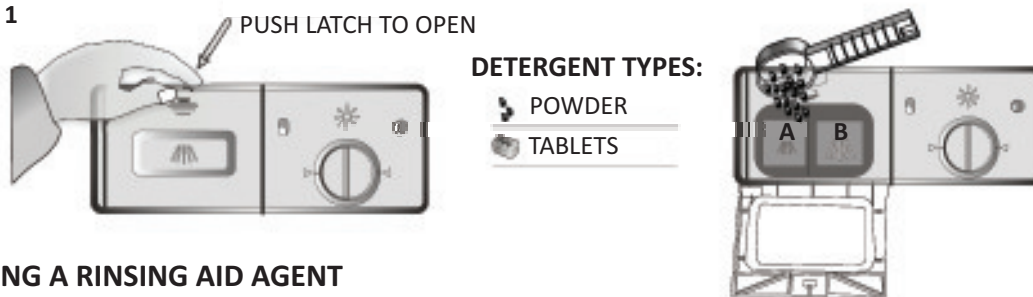 1
PUSH LATCH TO OPEN
DETERGENT TYPES:
POWDER
TABLETS
A B
NG A RINSING AID AGENT